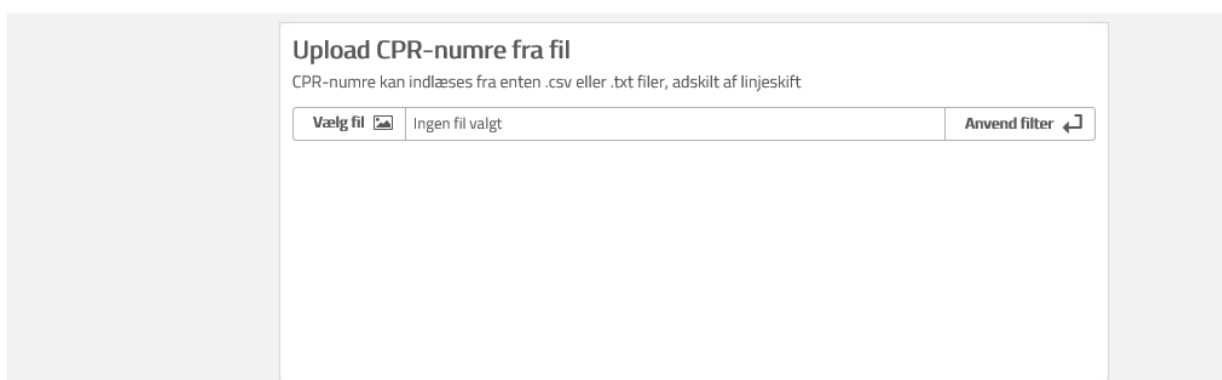 Upload CPR-numre fra fil
CPR-numre kan indlæses fra enten .csv eller .txt filer, adskilt af linjeskift
Vælg fil Ingen fil valgt Anvend filter